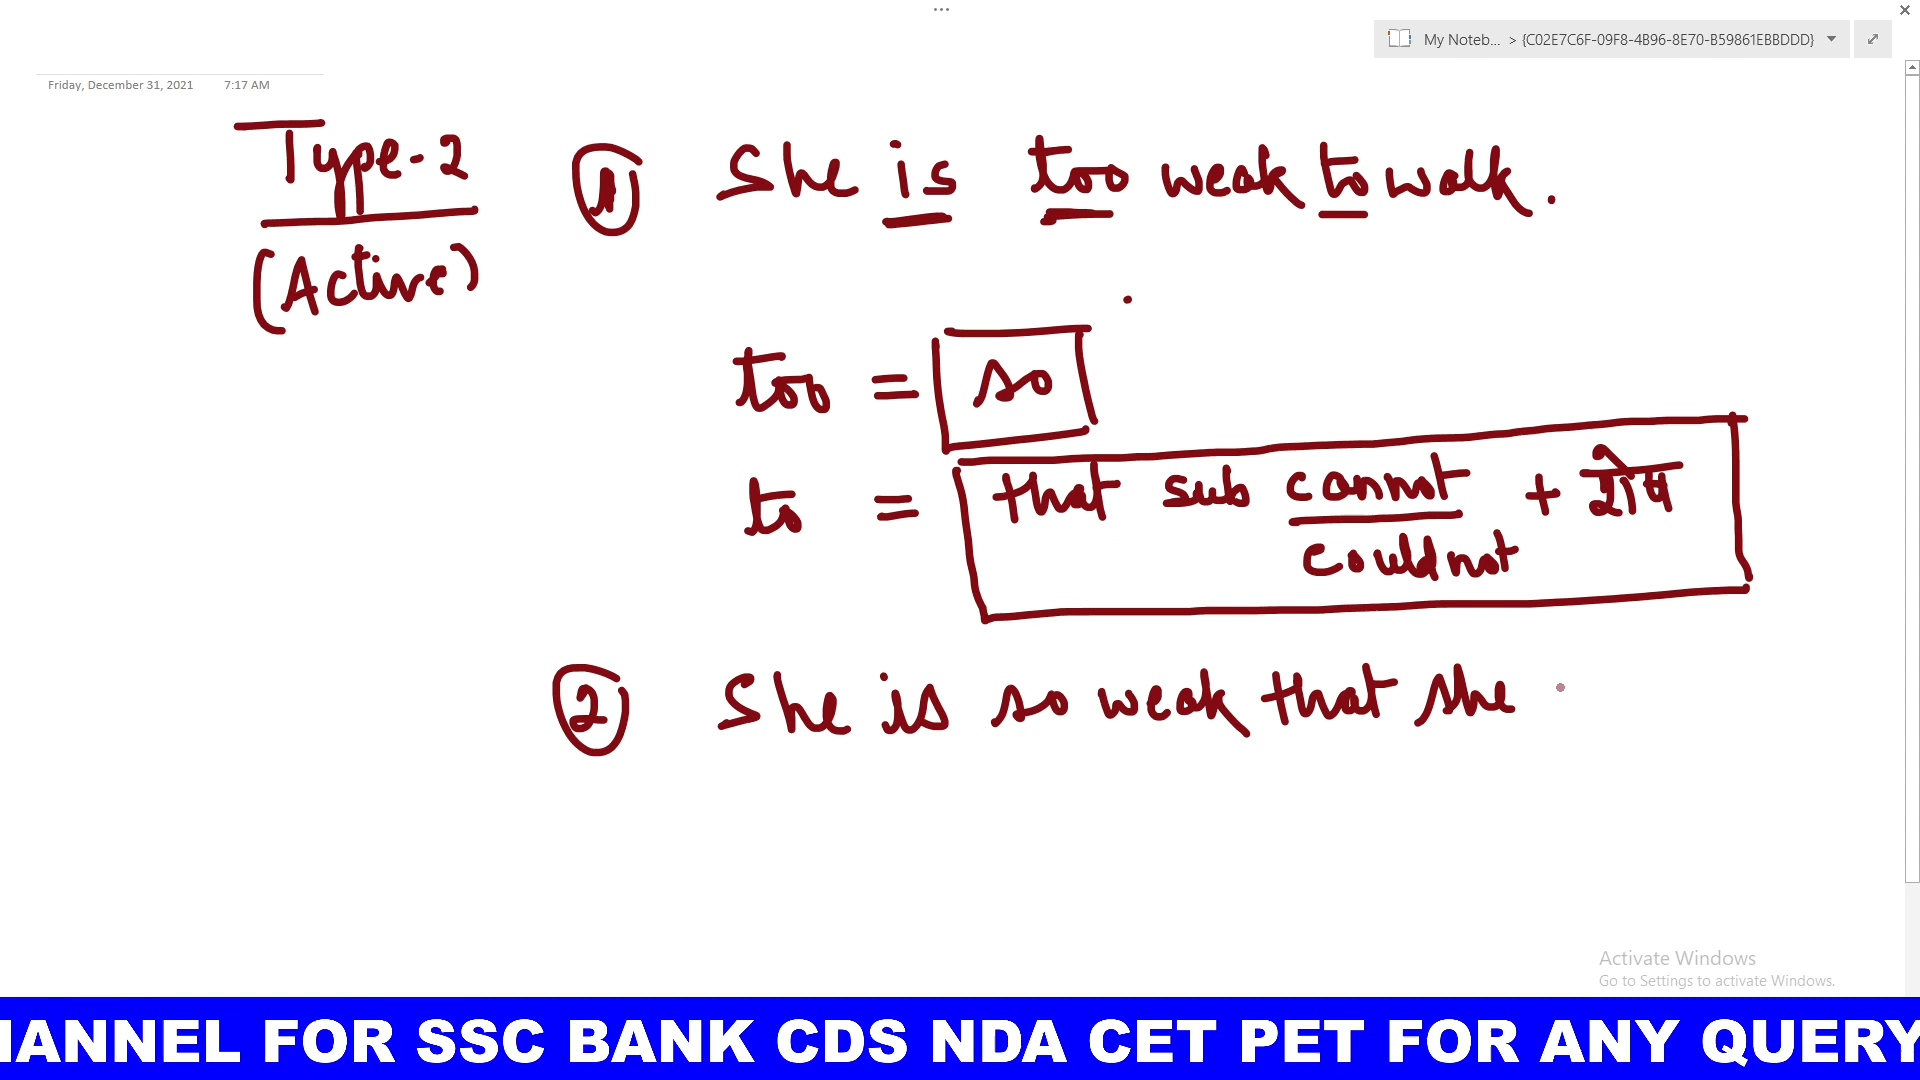 My Noteb... > {C02E7C6F-09F8-4B96-8E70-B59861EBBDDD}
Friday, December 31, 2021 7:17 AM
Type-2
(Active)
1 She is too weak to walk.
too = so
to = that sub cannot + शेष
could not
2 She is so weak that she
Activate Windows
Go to Settings to activate Windows.
HANNEL FOR SSC BANK CDS NDA CET PET FOR ANY QUERY